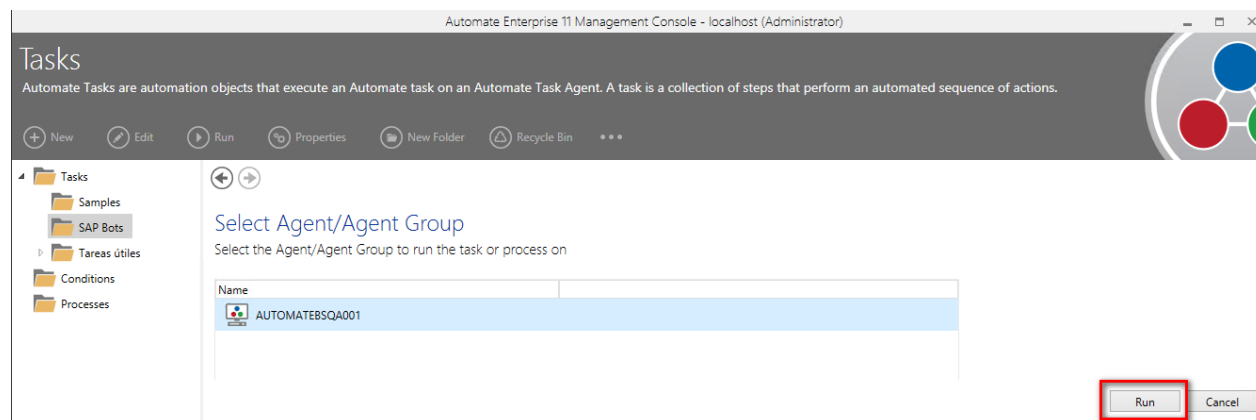 Automate Enterprise 11 Management Console - localhost (Administrator)
Tasks
Automate Tasks are automation objects that execute an Automate task on an Automate Task Agent. A task is a collection of steps that perform an automated sequence of actions.
New Edit Run Properties New Folder Recycle Bin
Tasks
Samples
SAP Bots
Tareas útiles
Conditions
Processes
Select Agent/Agent Group
Select the Agent/Agent Group to run the task or process on
Name
AUTOMATEBSQA001
Run Cancel